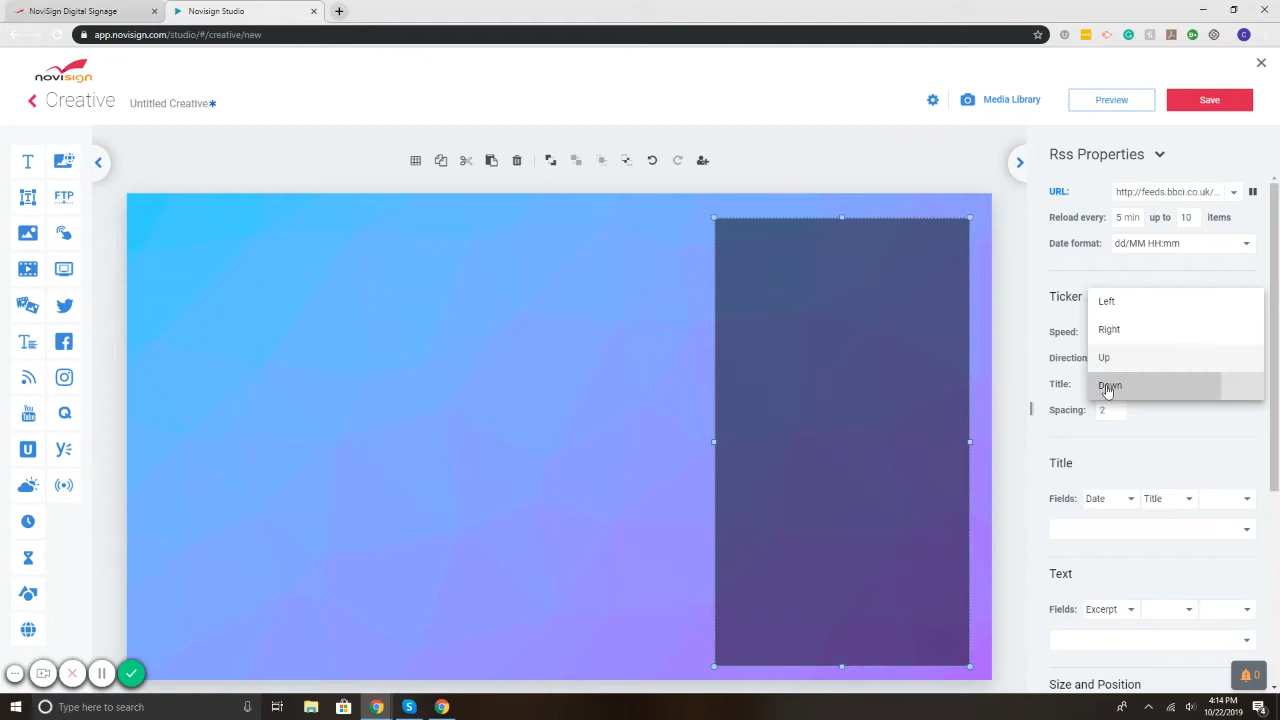 NoviSign Digital Signage
Novisign Studio
app.novisign.com/studio/#/creative/new
novisign
Creative
Untitled Creative*
Media Library
Preview
Save
T
T
FTP
T
You Tube
Q
U
y
Rss Properties
URL:
http://feeds.bbci.co.uk/...
Reload every: 5 min up to 10 items
Date format: dd/MM HH:mm
Ticker
Left
Right
Speed:
Direction
Up
Title:
Down
Spacing: 2
Title
Fields: Date Title
Text
Fields: Excerpt
Size and Position
0
Type here to search
4:14 PM
10/22/2019